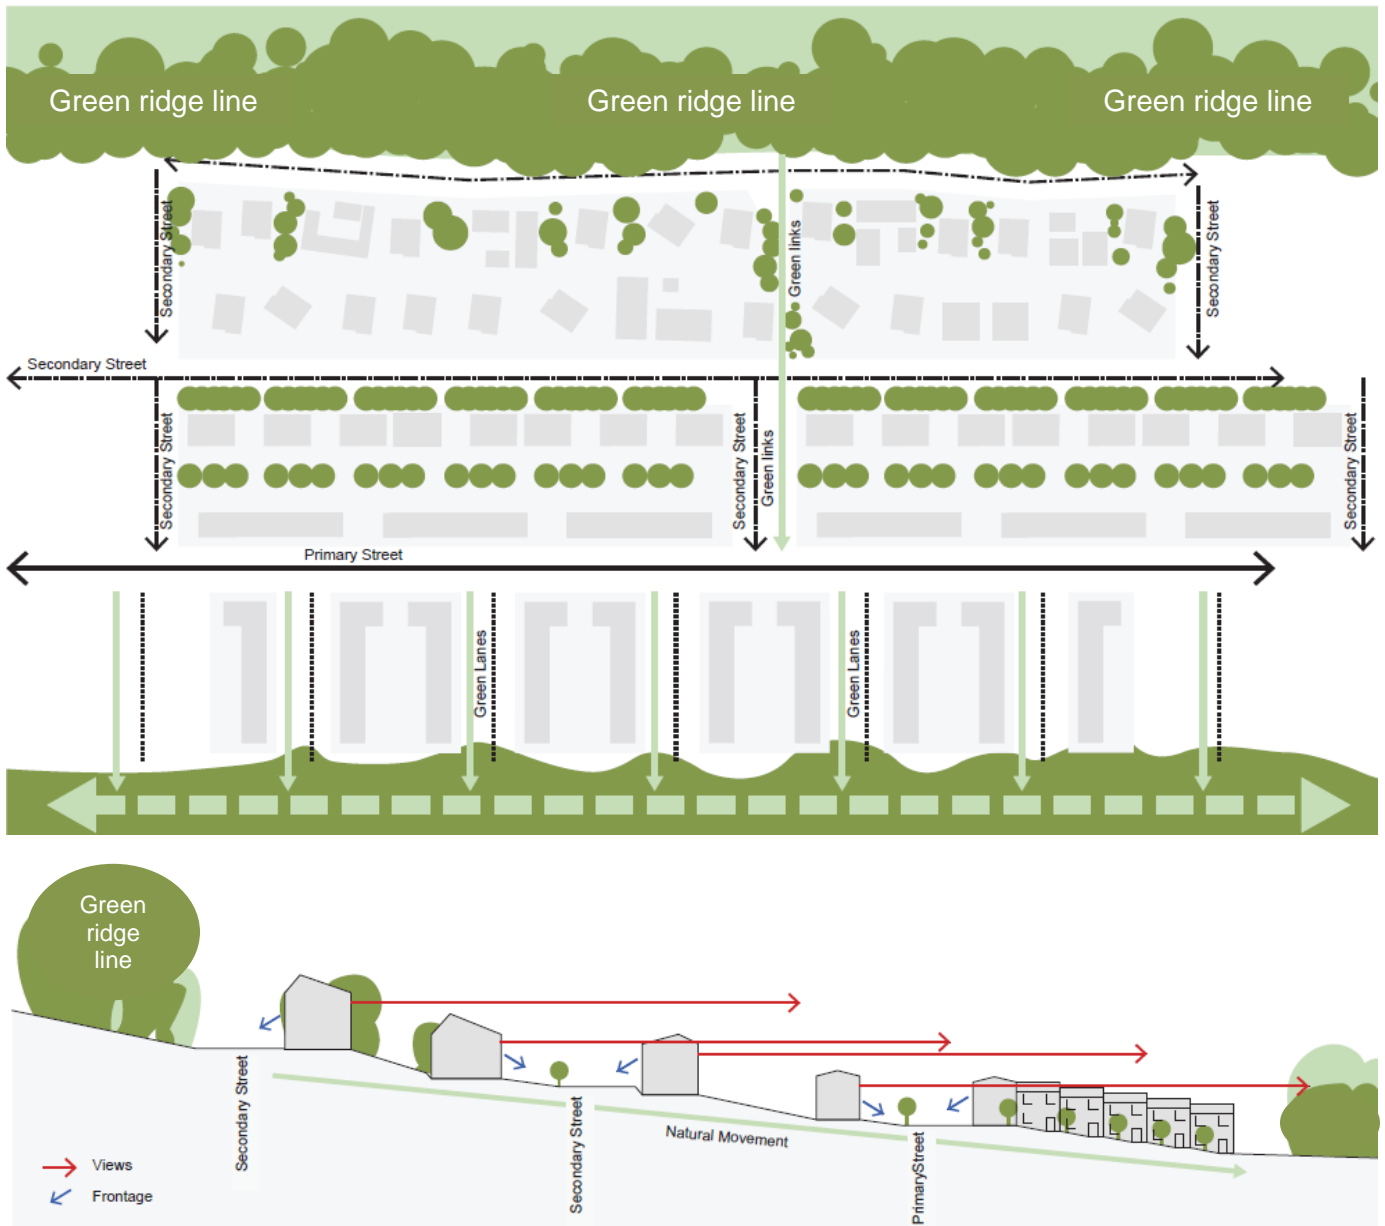 Green ridge line
Green ridge line
Green ridge line
Secondary Street
Green links
Secondary Street
Secondary Street
Secondary Street
Secondary Street
Green links
Secondary Street
Primary Street
Green Lanes
Green Lanes
Green
ridge
line
Secondary Street
Secondary Street
Natural Movement
PrimaryStreet
Views
Frontage